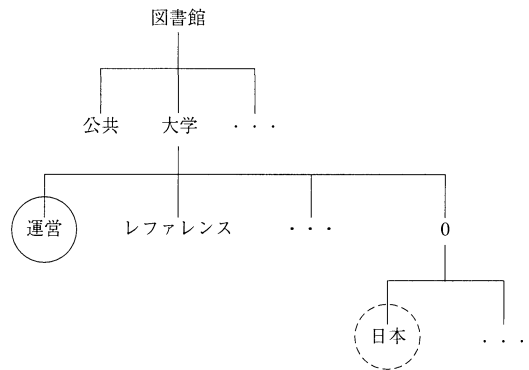 図書館
公共 大学 ・・・
運営 レファレンス ・・・ 0
日本 ・・・